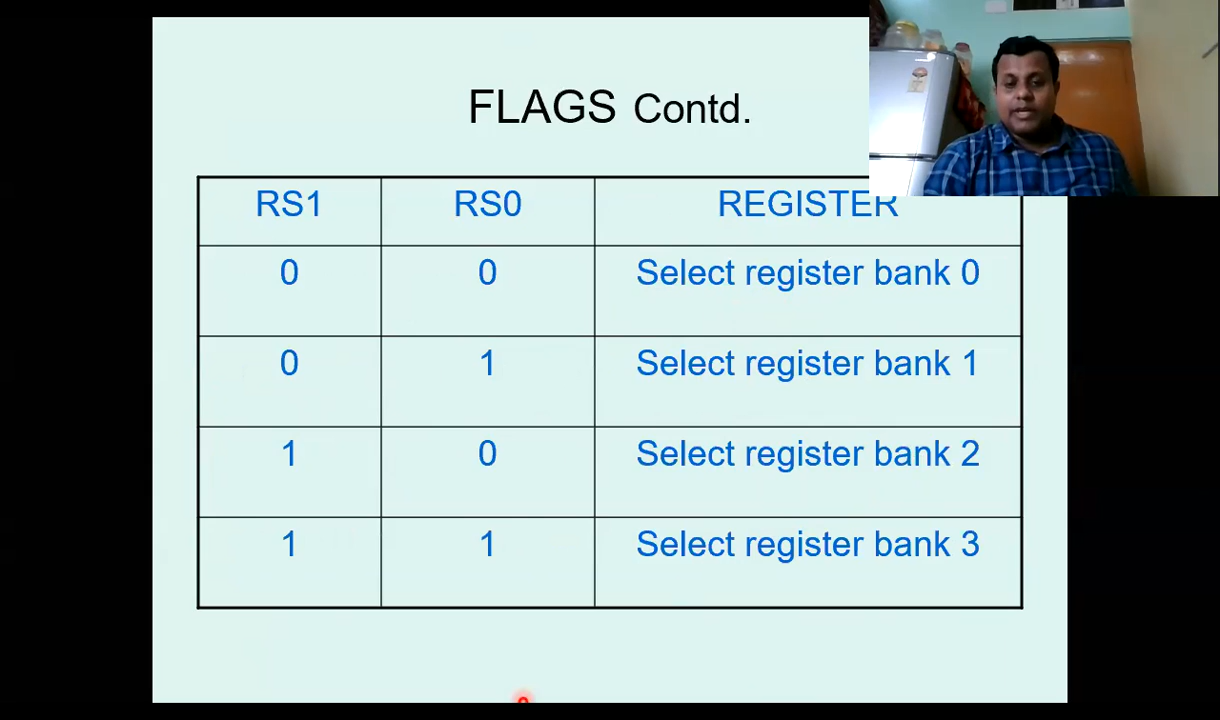 FLAGS Contd.
RS1 RS0 REGISTER
0 0 Select register bank 0
0 1 Select register bank 1
1 0 Select register bank 2
1 1 Select register bank 3